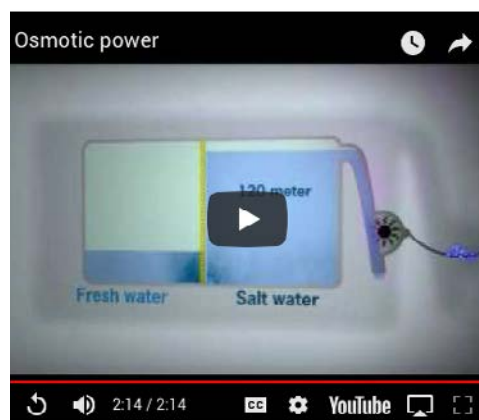 Osmotic power
120 meter
Fresh water
Salt water
2:14 / 2:14
CC
YouTube